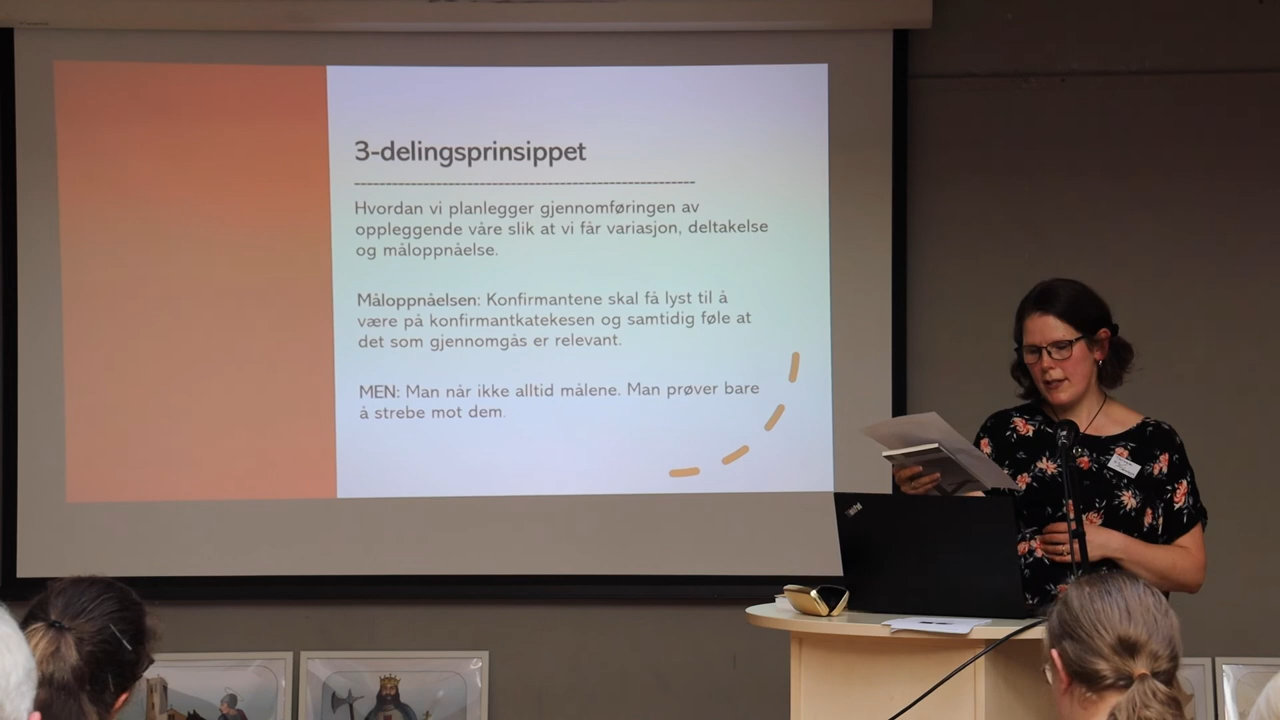 3-delingsprinsippet
Hvordan vi planlegger gjennomføringen av
oppleggende våre slik at vi får variasjon, deltakelse
og måloppnåelse.
Måloppnåelsen: Konfirmantene skal få lyst til å
være på konfirmantkatekesen og samtidig føle at
det som gjennomgås er relevant.
MEN: Man når ikke alltid målene. Man prøver bare
å strebe mot dem.
ThinkPad